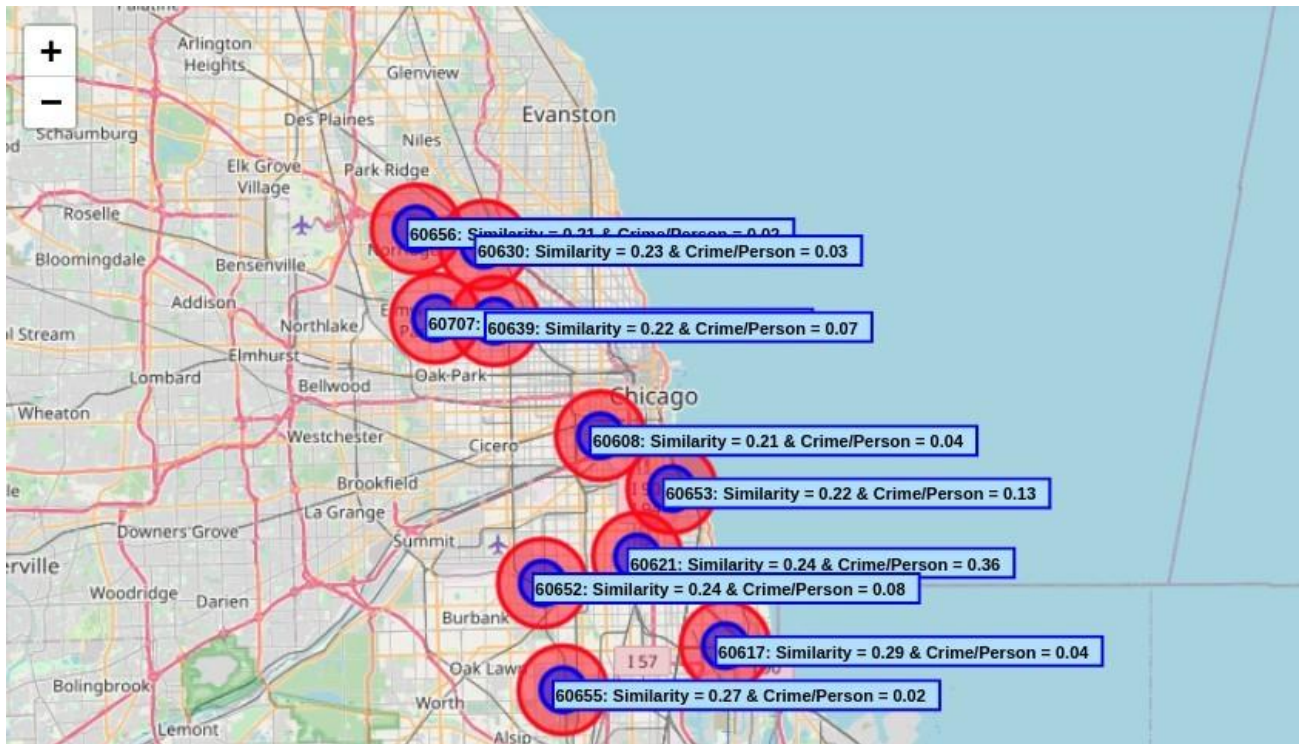 Palatine
+
Arlington
Heights
Glenview
−
Evanston
Des Plaines
Schaumburg
Niles
Elk Grove
Village
Park Ridge
Roselle
60656: Similarity = 0.21 & Crime/Person = 0.02
60630: Similarity = 0.23 & Crime/Person = 0.03
Bloomingdale
Bensenville
Addison
60707:
60639: Similarity = 0.22 & Crime/Person = 0.07
Northlake
Stream
Elmhurst
Lombard
Bellwood
Oak Park
Chicago
Wheaton
Westchester
Cicero
60608: Similarity = 0.21 & Crime/Person = 0.04
Brookfield
60653: Similarity = 0.22 & Crime/Person = 0.13
La Grange
Downers Grove
Summit
60621: Similarity = 0.24 & Crime/Person = 0.36
erville
Woodridge
Darien
60652: Similarity = 0.24 & Crime/Person = 0.08
Burbank
60617: Similarity = 0.29 & Crime/Person = 0.04
I 57
Oak Lawn
Bolingbrook
60655: Similarity = 0.27 & Crime/Person = 0.02
Worth
Lemont
Alsip